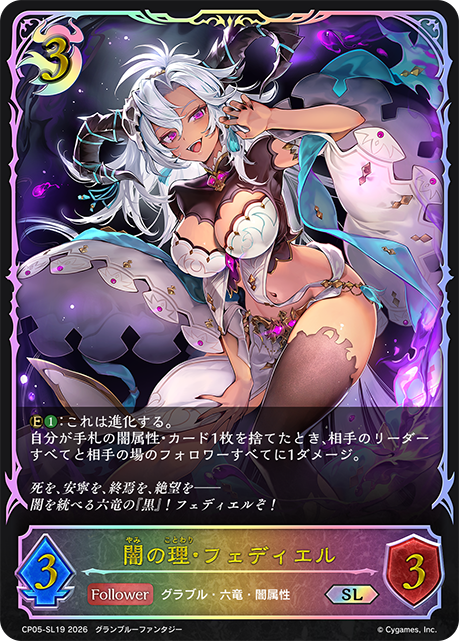 3
E1：これは進化する。
自分が手札の闇属性・カード1枚を捨てたとき、相手のリーダー
すべてと相手の場のフォロワーすべてに1ダメージ。
死を、安寧を、終焉を、絶望を――
闇を統べる六竜の『黒』！フェディエルぞ！
やみ ことわり
闇の理・フェディエル
3
Follower グラブル・六竜・闇属性 SL
3
CP05-SL19 2026 グランブルーファンタジー © Cygames, Inc.